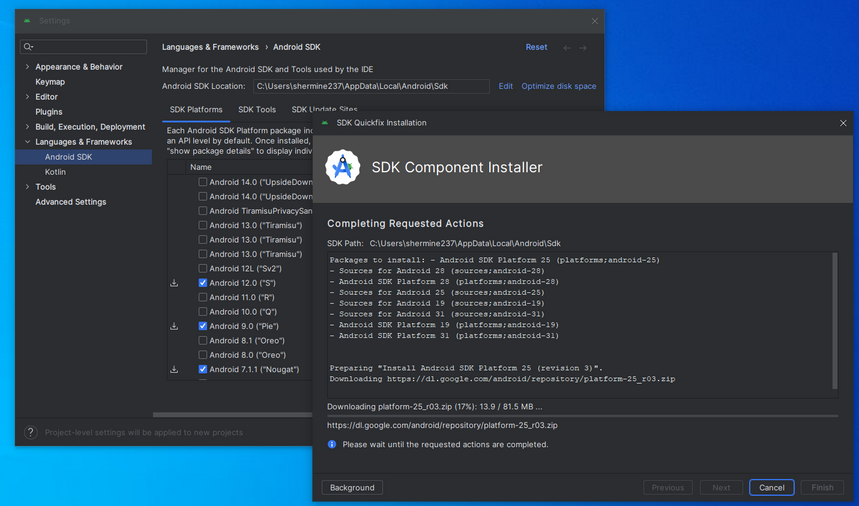 Settings
Appearance & Behavior
Keymap
Editor
Plugins
Build, Execution, Deployment
Languages & Frameworks
Android SDK
Kotlin
Tools
Advanced Settings
Languages & Frameworks › Android SDK
Reset
Manager for the Android SDK and Tools used by the IDE
Android SDK Location: C:\Users\shermine237\AppData\Local\Android\Sdk Edit Optimize disk space
SDK Platforms SDK Tools SDK Update Sites
Each Android SDK Platform package inc
an API level by default. Once installed,
"show package details" to display indiv
Name
Android 14.0 ("UpsideDown
Android 14.0 ("UpsideDown
Android TiramisuPrivacySan
Android 13.0 ("Tiramisu")
Android 13.0 ("Tiramisu")
Android 13.0 ("Tiramisu")
Android 12L ("Sv2")
Android 12.0 ("S")
Android 11.0 ("R")
Android 10.0 ("Q")
Android 9.0 ("Pie")
Android 8.1 ("Oreo")
Android 8.0 ("Oreo")
Android 7.1.1 ("Nougat")
? Project-level settings will be applied to new projects
SDK Quickfix Installation
SDK Component Installer
Completing Requested Actions
SDK Path: C:\Users\shermine237\AppData\Local\Android\Sdk
Packages to install: - Android SDK Platform 25 (platforms;android-25)
- Sources for Android 28 (sources;android-28)
- Android SDK Platform 28 (platforms;android-28)
- Sources for Android 25 (sources;android-25)
- Sources for Android 19 (sources;android-19)
- Sources for Android 31 (sources;android-31)
- Android SDK Platform 19 (platforms;android-19)
- Android SDK Platform 31 (platforms;android-31)
Preparing "Install Android SDK Platform 25 (revision 3)".
Downloading https://dl.google.com/android/repository/platform-25_r03.zip
Downloading platform-25_r03.zip (17%): 13.9 / 81.5 MB ...
https://dl.google.com/android/repository/platform-25_r03.zip
Please wait until the requested actions are completed.
Background Previous Next Cancel Finish